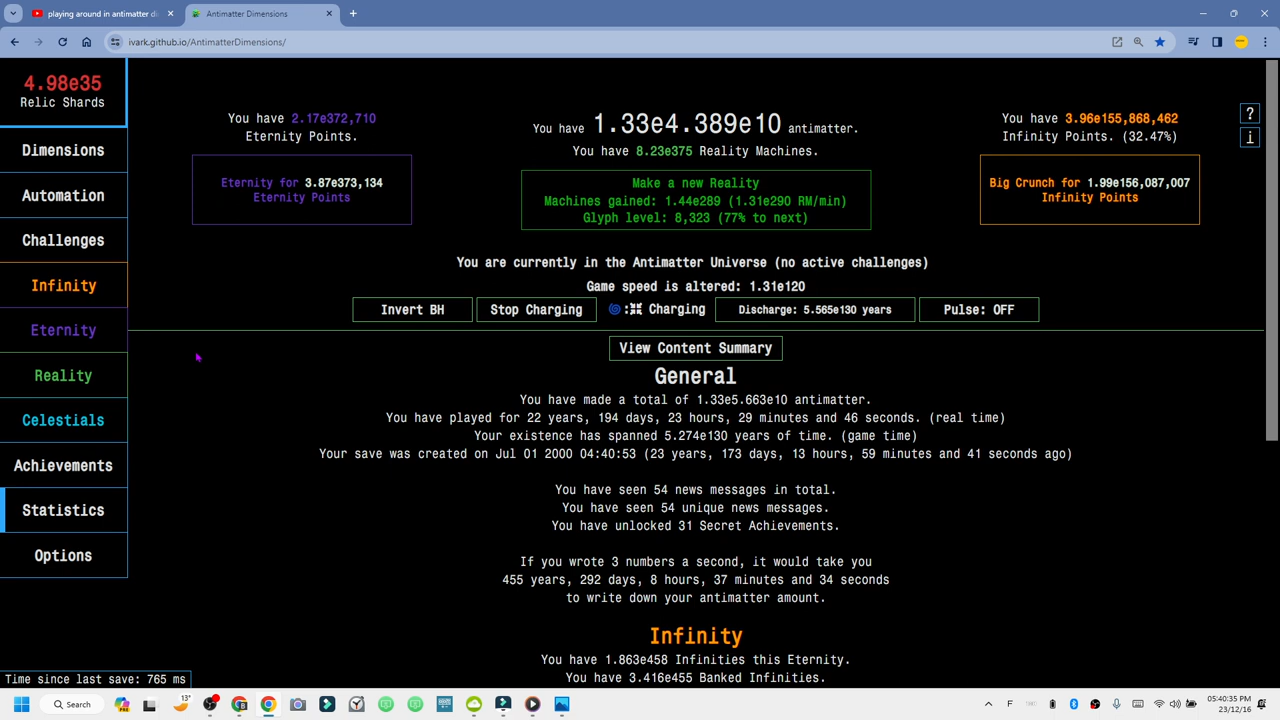 playing around in antimatter di
Antimatter Dimensions
ivark.github.io/AntimatterDimensions/
4.98e35
Relic Shards
Dimensions
Automation
Challenges
Infinity
Eternity
Reality
Celestials
Achievements
Statistics
Options
You have 2.17e372,710
Eternity Points.
Eternity for 3.87e373,134
Eternity Points
You have 1.33e4.389e10 antimatter.
You have 8.23e375 Reality Machines.
Make a new Reality
Machines gained: 1.44e289 (1.31e290 RM/min)
Glyph level: 8,323 (77% to next)
You have 3.96e155,868,462
Infinity Points. (32.47%)
Big Crunch for 1.99e156,087,007
Infinity Points
?
i
You are currently in the Antimatter Universe (no active challenges)
Game speed is altered: 1.31e120
Invert BH
Stop Charging
Charging
Discharge: 5.565e130 years
Pulse: OFF
View Content Summary
General
You have made a total of 1.33e5.663e10 antimatter.
You have played for 22 years, 194 days, 23 hours, 29 minutes and 46 seconds. (real time)
Your existence has spanned 5.274e130 years of time. (game time)
Your save was created on Jul 01 2000 04:40:53 (23 years, 173 days, 13 hours, 59 minutes and 41 seconds ago)
You have seen 54 news messages in total.
You have seen 54 unique news messages.
You have unlocked 31 Secret Achievements.
If you wrote 3 numbers a second, it would take you
455 years, 292 days, 8 hours, 37 minutes and 34 seconds
to write down your antimatter amount.
Infinity
You have 1.863e458 Infinities this Eternity.
You have 3.416e455 Banked Infinities.
Time since last save: 765 ms
Search
13°
F
05:40:35 PM
23/12/16